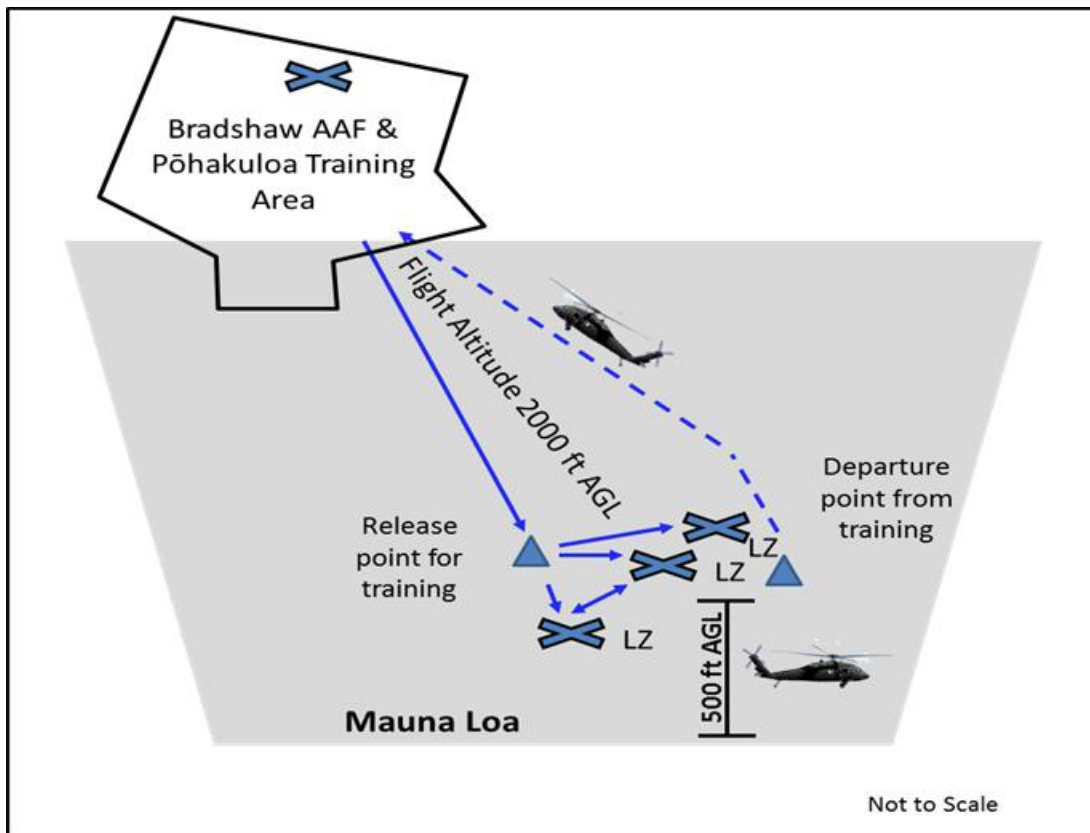 Bradshaw AAF &
Pōhakuloa Training
Area
Flight Altitude 2000 ft AGL
Departure
point from
training
Release
point for
training
LZ
LZ
LZ
500 ft AGL
Mauna Loa
Not to Scale